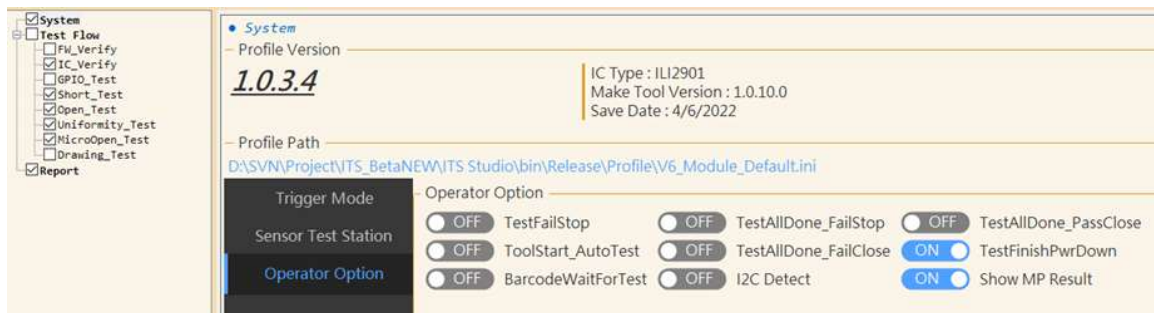 System
Test Flow
FW_Verify
IC_Verify
GPIO_Test
Short_Test
Open_Test
Uniformity_Test
MicroOpen_Test
Drawing_Test
Report
• System
Profile Version
1.0.3.4
IC Type : ILI2901
Make Tool Version : 1.0.10.0
Save Date : 4/6/2022
Profile Path
D:\SVN\Project\ITS_BetaNEW\ITS Studio\bin\Release\Profile\V6_Module_Default.ini
Trigger Mode
Sensor Test Station
Operator Option
Operator Option
OFF TestFailStop OFF TestAllDone_FailStop OFF TestAllDone_PassClose
OFF ToolStart_AutoTest OFF TestAllDone_FailClose ON TestFinishPwrDown
OFF BarcodeWaitForTest OFF I2C Detect ON Show MP Result